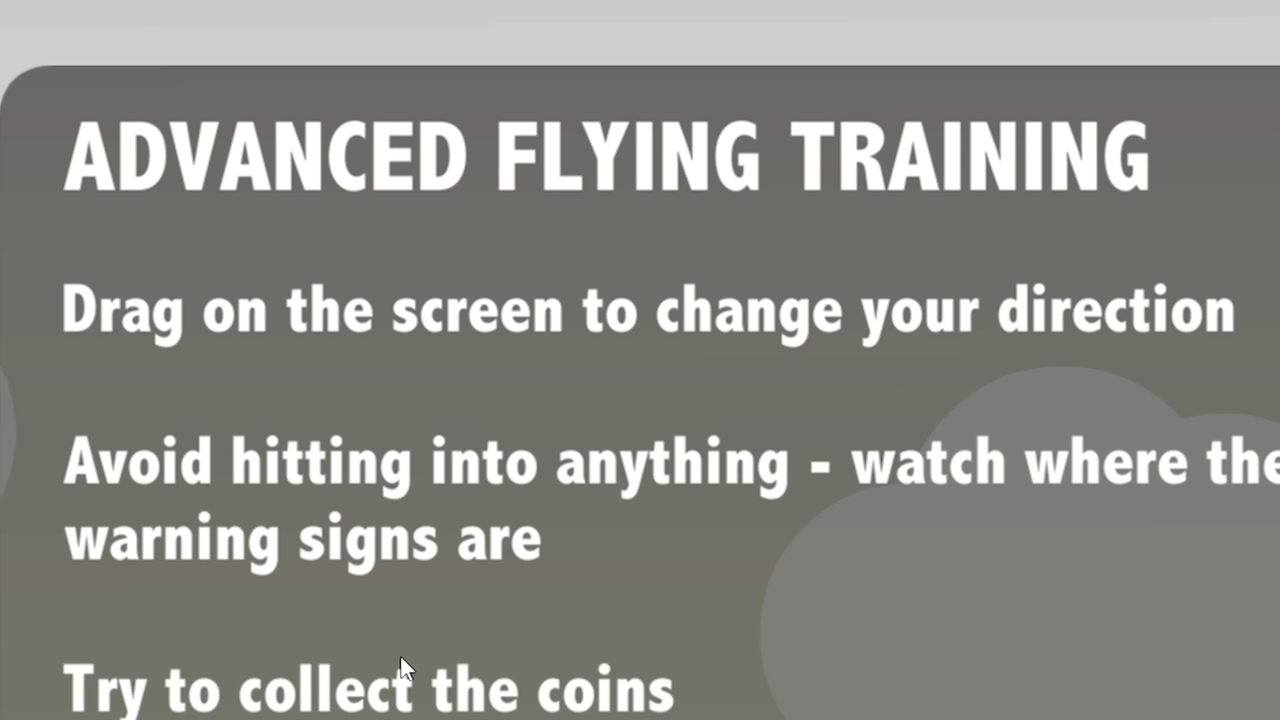 ADVANCED FLYING TRAINING
Drag on the screen to change your direction
Avoid hitting into anything - watch where the
warning signs are
Try to collect the coins